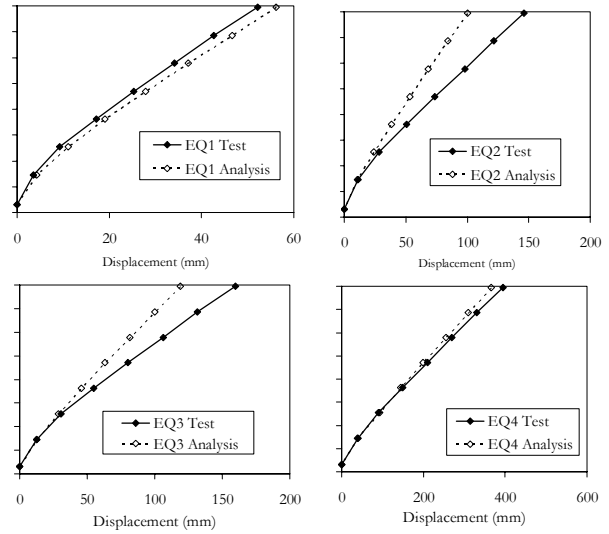 EQ1 Test
EQ1 Analysis
0 20 40 60
Displacement (mm)
EQ2 Test
EQ2 Analysis
0 50 100 150 200
Displacement (mm)
EQ3 Test
EQ3 Analysis
0 50 100 150 200
Displacement (mm)
EQ4 Test
EQ4 Analysis
0 200 400 600
Displacement (mm)